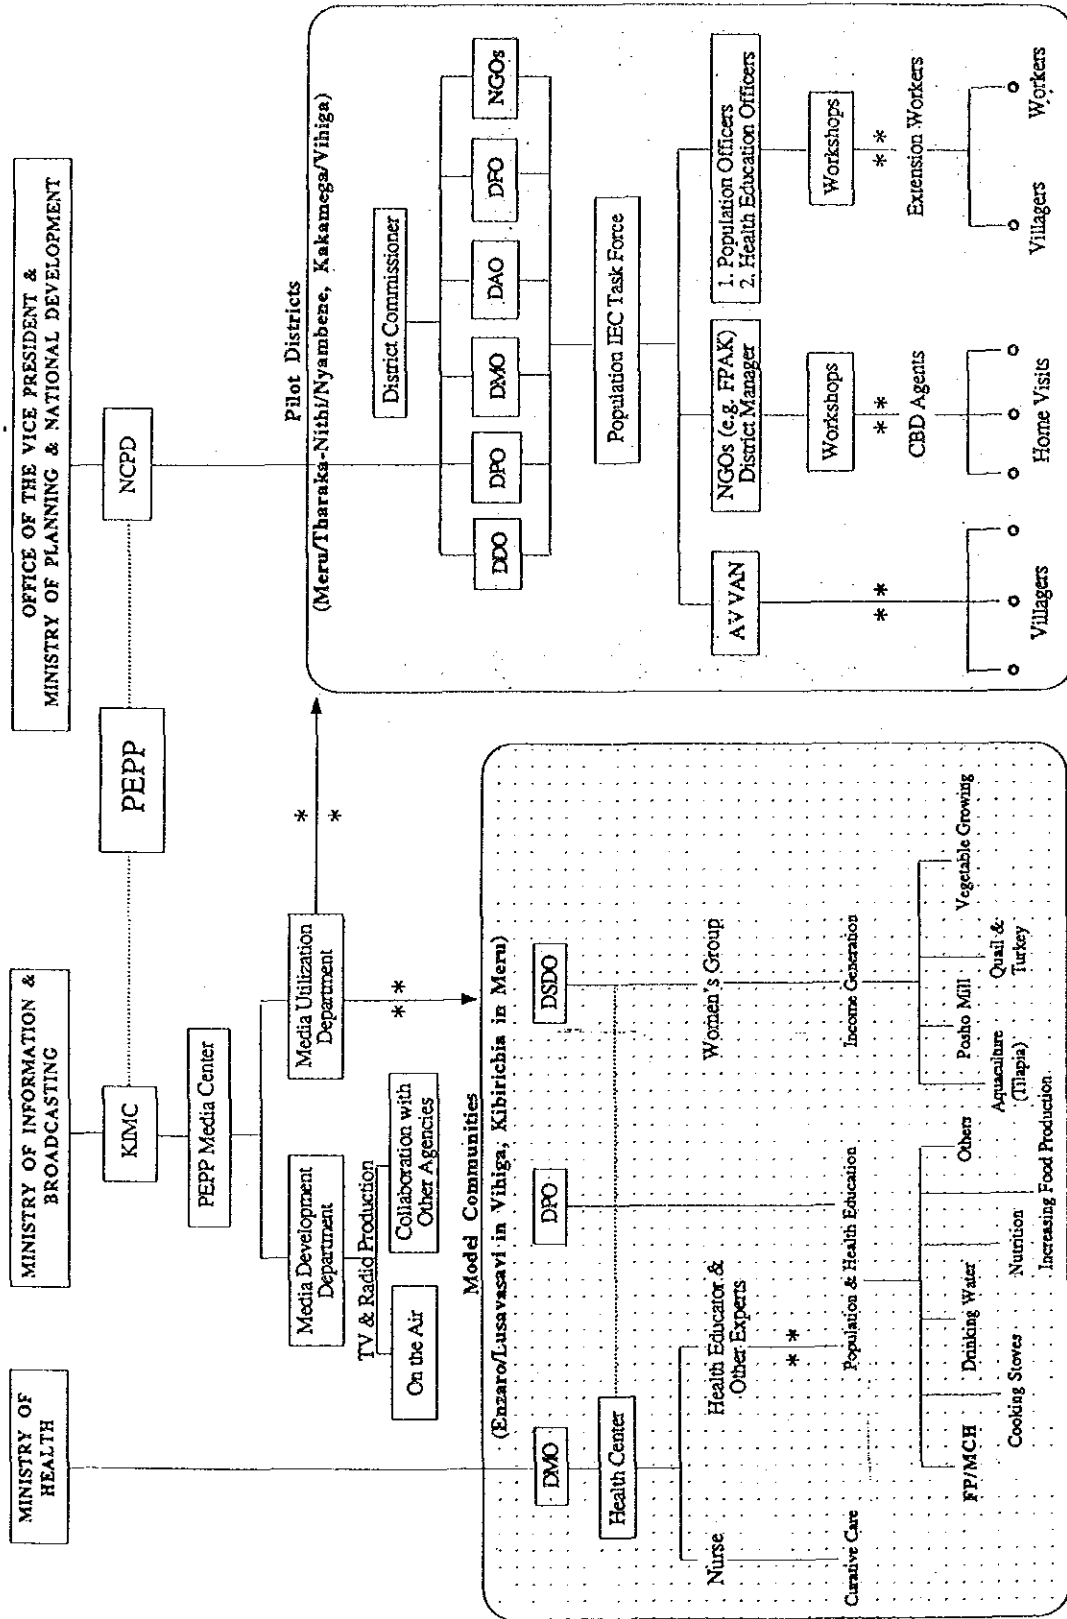 MINISTRY OF
HEALTH
MINISTRY OF INFORMATION &
BROADCASTING
OFFICE OF THE VICE PRESIDENT &
MINISTRY OF PLANNING & NATIONAL DEVELOPMENT
KIMC
PEPP
NCPD
PEPP Media Center
Media Development
Department
Media Utilization
Department
TV & Radio Production
On the Air
Collaboration with
Other Agencies
* *
* *
Model Communities
(Enzaro/Lusavasavi in Vihiga, Kibirichia in Meru)
DMO
DPO
DSDO
Health Center
Nurse
Health Educator &
Other Experts
Women's Group
* *
Curative Care
Population & Health Education
Income Generation
FP/MCH
Drinking Water
Others
Posho Mill
Vegetable Growing
Cooking Stoves
Nutrition
Aquaculture
(Tilapia)
Quail &
Turkey
Increasing Food Production
Pilot Districts
(Meru/Tharaka-Nithi/Nyambene, Kakamega/Vihiga)
District Commissioner
DDO
DPO
DMO
DAO
DFO
NGOs
Population IEC Task Force
AV VAN
NGOs (e.g. FPAK)
District Manager
1. Population Officers
2. Health Education Officers
Workshops
Workshops
* *
* *
* *
CBD Agents
Extension Workers
Villagers
Home Visits
Villagers
Workers